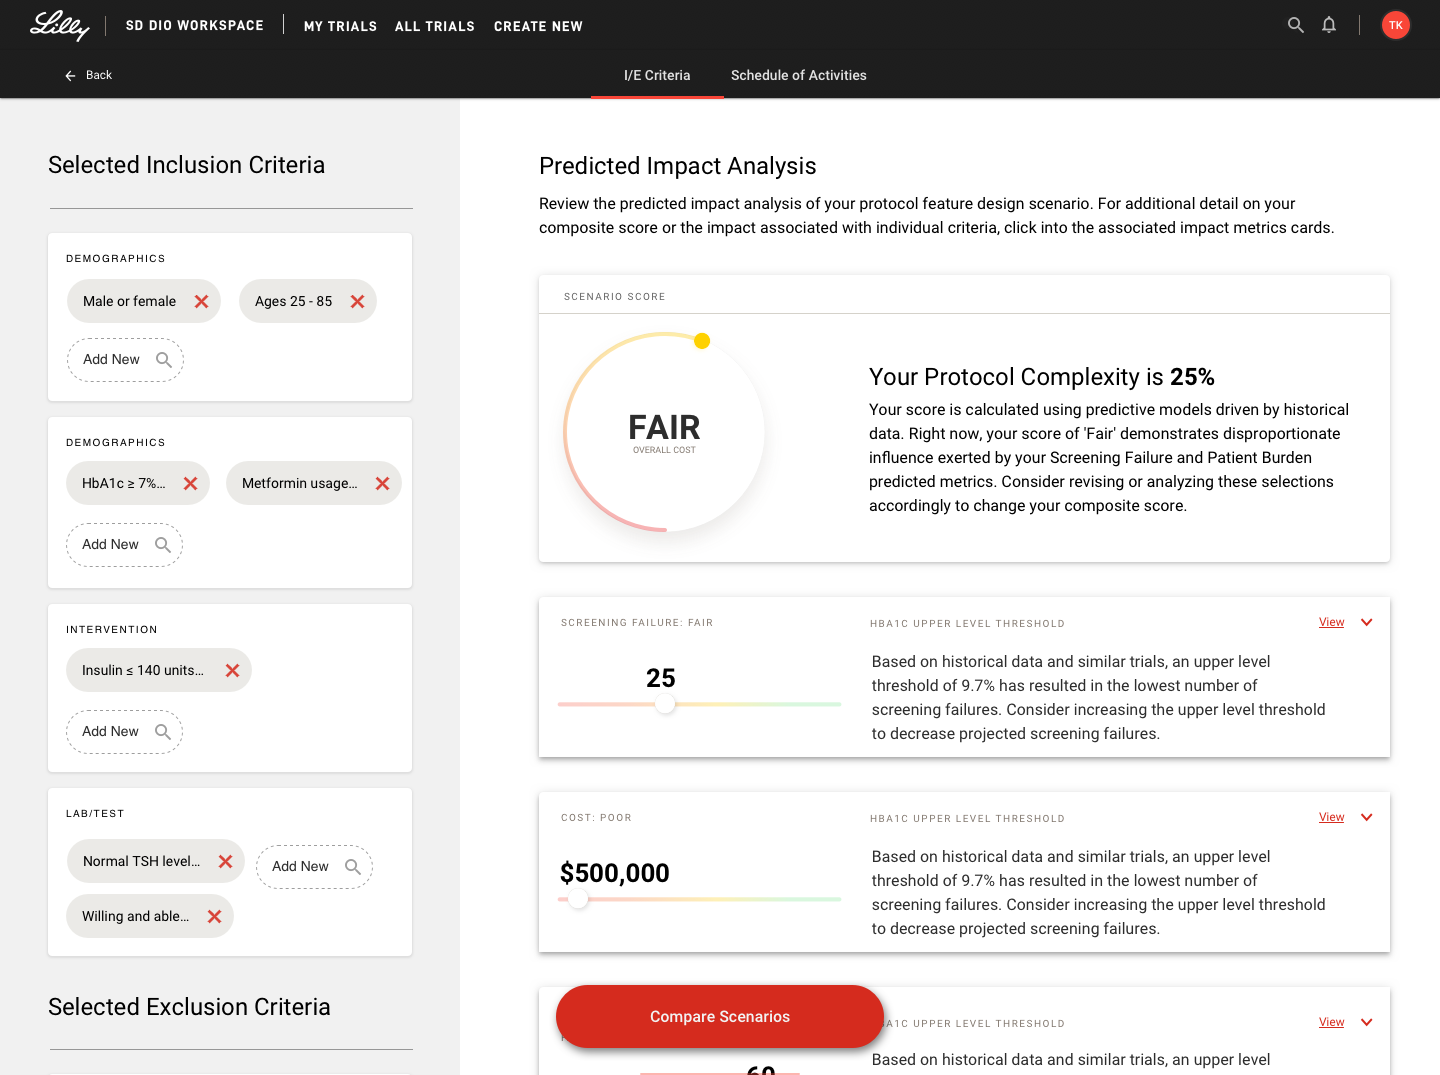 Lilly
SD DIO WORKSPACE
MY TRIALS
ALL TRIALS
CREATE NEW
TK
Back
I/E Criteria
Schedule of Activities
Selected Inclusion Criteria
DEMOGRAPHICS
Male or female
Ages 25 - 85
Add New
DEMOGRAPHICS
HbA1c ≥ 7%...
Metformin usage...
Add New
INTERVENTION
Insulin ≤ 140 units...
Add New
LAB/TEST
Normal TSH level...
Add New
Willing and able...
Selected Exclusion Criteria
Predicted Impact Analysis
Review the predicted impact analysis of your protocol feature design scenario. For additional detail on your
composite score or the impact associated with individual criteria, click into the associated impact metrics cards.
SCENARIO SCORE
FAIR
OVERALL COST
Your Protocol Complexity is 25%
Your score is calculated using predictive models driven by historical
data. Right now, your score of 'Fair' demonstrates disproportionate
influence exerted by your Screening Failure and Patient Burden
predicted metrics. Consider revising or analyzing these selections
accordingly to change your composite score.
SCREENING FAILURE: FAIR
25
HBA1C UPPER LEVEL THRESHOLD
View
Based on historical data and similar trials, an upper level
threshold of 9.7% has resulted in the lowest number of
screening failures. Consider increasing the upper level threshold
to decrease projected screening failures.
COST: POOR
$500,000
HBA1C UPPER LEVEL THRESHOLD
View
Based on historical data and similar trials, an upper level
threshold of 9.7% has resulted in the lowest number of
screening failures. Consider increasing the upper level threshold
to decrease projected screening failures.
Compare Scenarios
A1C UPPER LEVEL THRESHOLD
View
Based on historical data and similar trials, an upper level